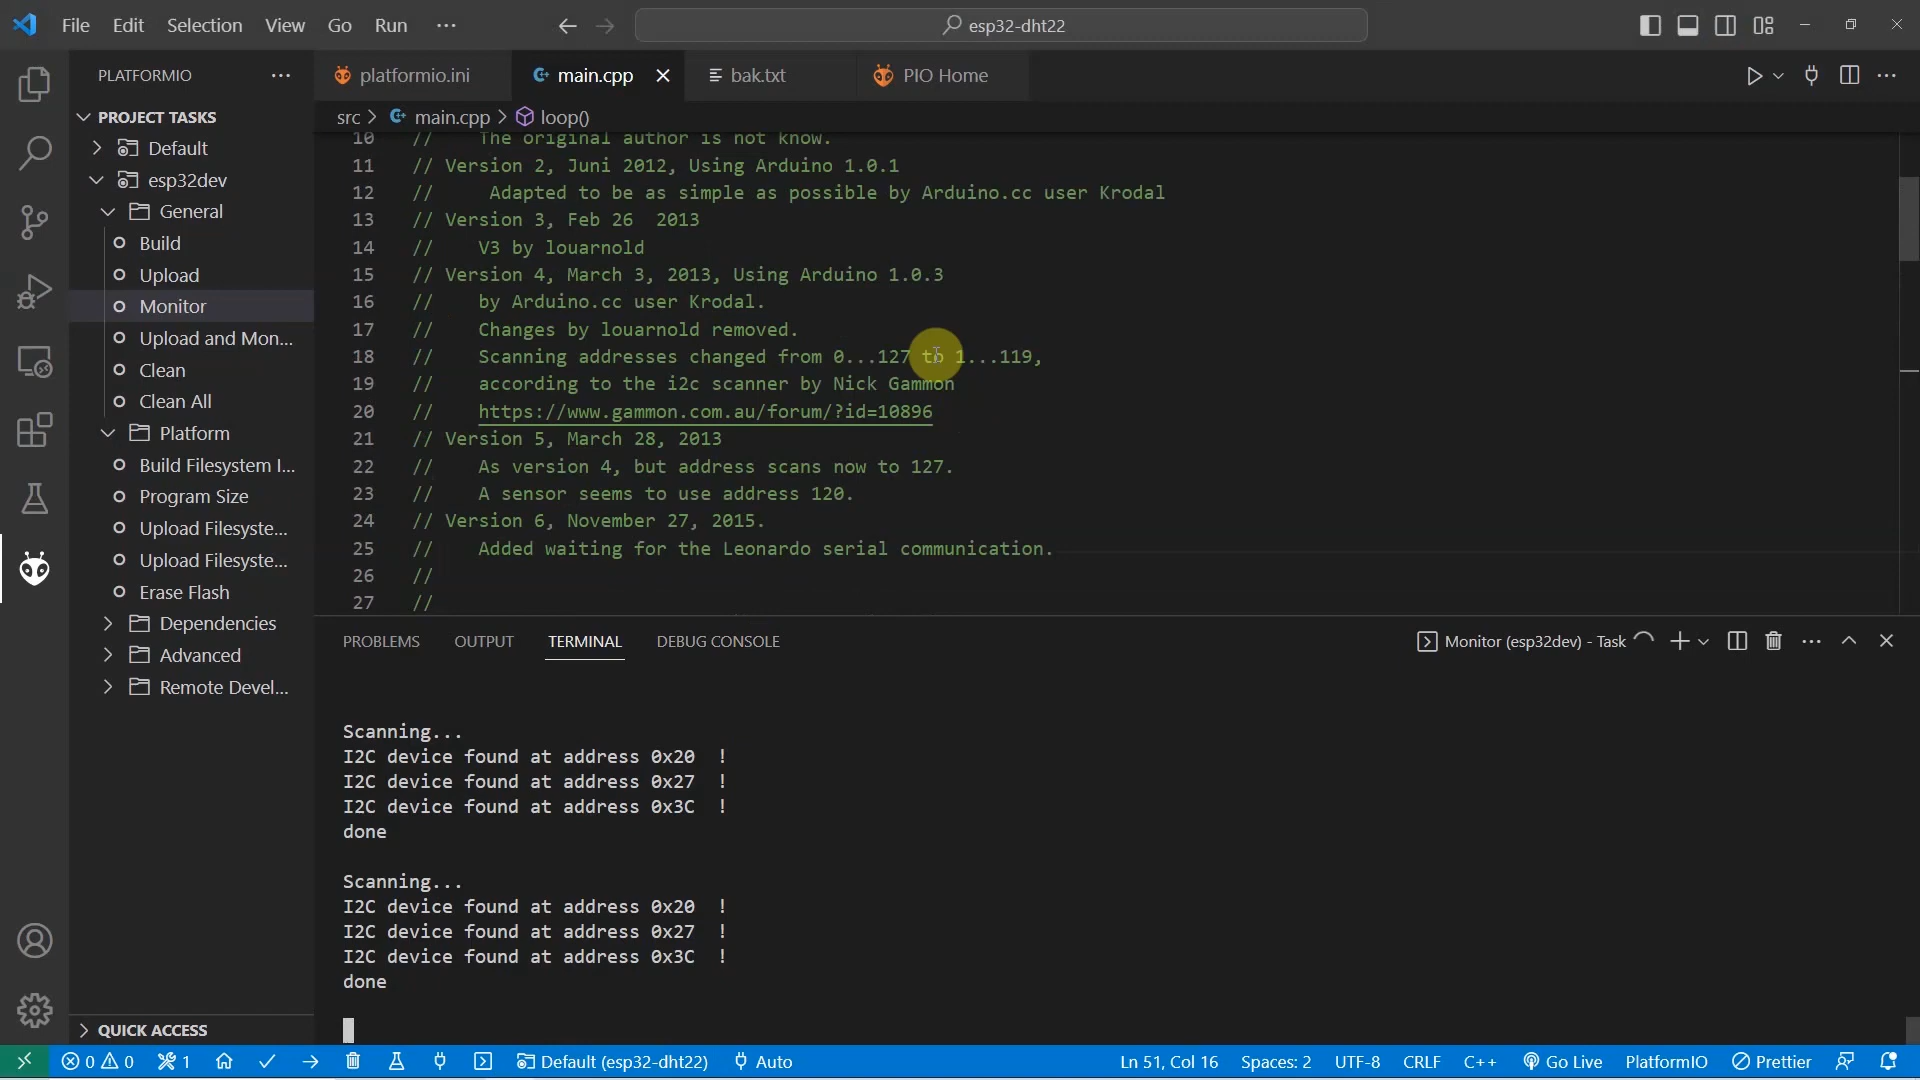 File Edit Selection View Go Run ··· esp32-dht22
PLATFORMIO ···
platformio.ini main.cpp bak.txt PIO Home
src > main.cpp > loop()
PROJECT TASKS
Default
esp32dev
General
Build
Upload
Monitor
Upload and Mon...
Clean
Clean All
Platform
Build Filesystem I...
Program Size
Upload Filesyste...
Upload Filesyste...
Erase Flash
Dependencies
Advanced
Remote Devel...
QUICK ACCESS
10 //    The original author is not know.
11 // Version 2, Juni 2012, Using Arduino 1.0.1
12 //     Adapted to be as simple as possible by Arduino.cc user Krodal
13 // Version 3, Feb 26  2013
14 //    V3 by louarnold
15 // Version 4, March 3, 2013, Using Arduino 1.0.3
16 //    by Arduino.cc user Krodal.
17 //    Changes by louarnold removed.
18 //    Scanning addresses changed from 0...127 to 1...119,
19 //    according to the i2c scanner by Nick Gammon
20 //    https://www.gammon.com.au/forum/?id=10896
21 // Version 5, March 28, 2013
22 //    As version 4, but address scans now to 127.
23 //    A sensor seems to use address 120.
24 // Version 6, November 27, 2015.
25 //    Added waiting for the Leonardo serial communication.
26 //
27 //
PROBLEMS OUTPUT TERMINAL DEBUG CONSOLE Monitor (esp32dev) - Task
Scanning...
I2C device found at address 0x20  !
I2C device found at address 0x27  !
I2C device found at address 0x3C  !
done
Scanning...
I2C device found at address 0x20  !
I2C device found at address 0x27  !
I2C device found at address 0x3C  !
done
0 0 1 Default (esp32-dht22) Auto Ln 51, Col 16 Spaces: 2 UTF-8 CRLF C++ Go Live PlatformIO Prettier